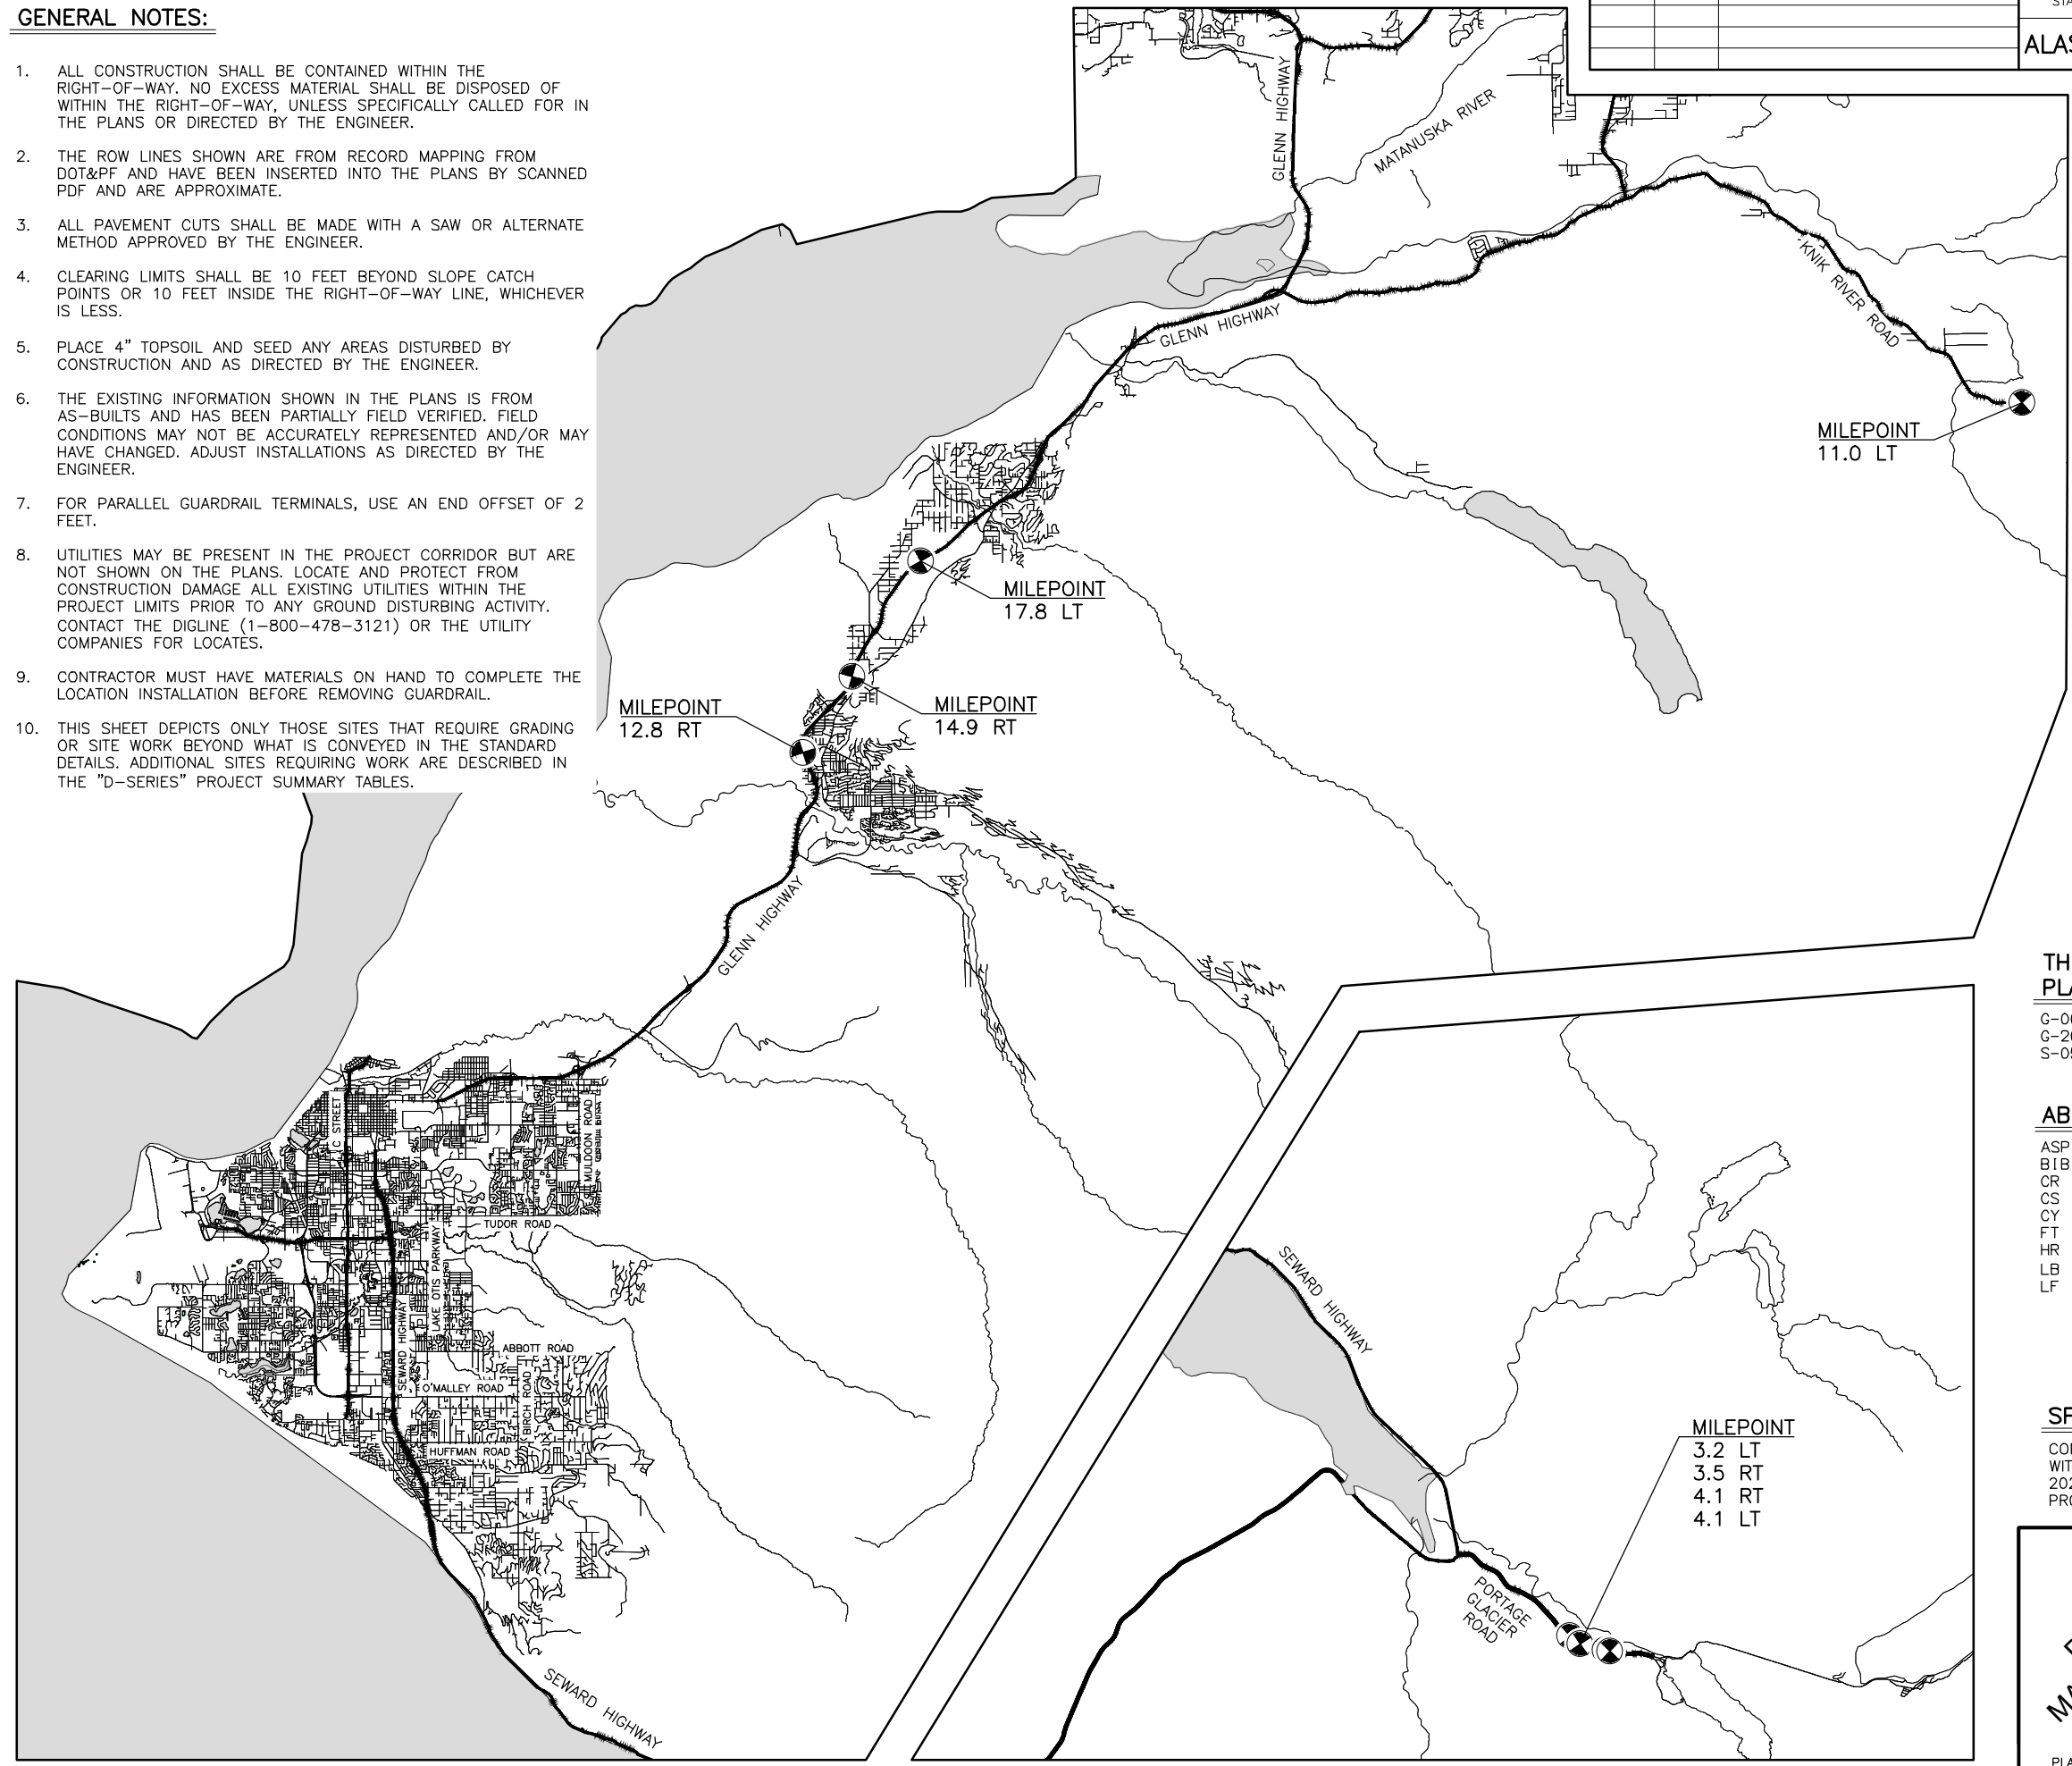 GENERAL NOTES:
1. ALL CONSTRUCTION SHALL BE CONTAINED WITHIN THE
RIGHT-OF-WAY. NO EXCESS MATERIAL SHALL BE DISPOSED OF
WITHIN THE RIGHT-OF-WAY, UNLESS SPECIFICALLY CALLED FOR IN
THE PLANS OR DIRECTED BY THE ENGINEER.
2. THE ROW LINES SHOWN ARE FROM RECORD MAPPING FROM
DOT&PF AND HAVE BEEN INSERTED INTO THE PLANS BY SCANNED
PDF AND ARE APPROXIMATE.
3. ALL PAVEMENT CUTS SHALL BE MADE WITH A SAW OR ALTERNATE
METHOD APPROVED BY THE ENGINEER.
4. CLEARING LIMITS SHALL BE 10 FEET BEYOND SLOPE CATCH
POINTS OR 10 FEET INSIDE THE RIGHT-OF-WAY LINE, WHICHEVER
IS LESS.
5. PLACE 4" TOPSOIL AND SEED ANY AREAS DISTURBED BY
CONSTRUCTION AND AS DIRECTED BY THE ENGINEER.
6. THE EXISTING INFORMATION SHOWN IN THE PLANS IS FROM
AS-BUILTS AND HAS BEEN PARTIALLY FIELD VERIFIED. FIELD
CONDITIONS MAY NOT BE ACCURATELY REPRESENTED AND/OR MAY
HAVE CHANGED. ADJUST INSTALLATIONS AS DIRECTED BY THE
ENGINEER.
7. FOR PARALLEL GUARDRAIL TERMINALS, USE AN END OFFSET OF 2
FEET.
8. UTILITIES MAY BE PRESENT IN THE PROJECT CORRIDOR BUT ARE
NOT SHOWN ON THE PLANS. LOCATE AND PROTECT FROM
CONSTRUCTION DAMAGE ALL EXISTING UTILITIES WITHIN THE
PROJECT LIMITS PRIOR TO ANY GROUND DISTURBING ACTIVITY.
CONTACT THE DIGLINE (1-800-478-3121) OR THE UTILITY
COMPANIES FOR LOCATES.
9. CONTRACTOR MUST HAVE MATERIALS ON HAND TO COMPLETE THE
LOCATION INSTALLATION BEFORE REMOVING GUARDRAIL.
10. THIS SHEET DEPICTS ONLY THOSE SITES THAT REQUIRE GRADING
OR SITE WORK BEYOND WHAT IS CONVEYED IN THE STANDARD
DETAILS. ADDITIONAL SITES REQUIRING WORK ARE DESCRIBED IN
THE "D-SERIES" PROJECT SUMMARY TABLES.
GLENN HIGHWAY
MATANUSKA RIVER
KNIK RIVER ROAD
GLENN HIGHWAY
MILEPOINT
11.0 LT
MILEPOINT
17.8 LT
MILEPOINT
14.9 RT
MILEPOINT
12.8 RT
GLENN HIGHWAY
C STREET
MULDOON ROAD
TUDOR ROAD
LAKE OTIS PARKWAY
SEWARD HIGHWAY
ABBOTT ROAD
O'MALLEY ROAD
BIRCH ROAD
HUFFMAN ROAD
SEWARD HIGHWAY
SEWARD HIGHWAY
MILEPOINT
3.2 LT
3.5 RT
4.1 RT
4.1 LT
PORTAGE
GLACIER
ROAD
ASP
BIB
CR
CS
CY
FT
HR
LB
LF